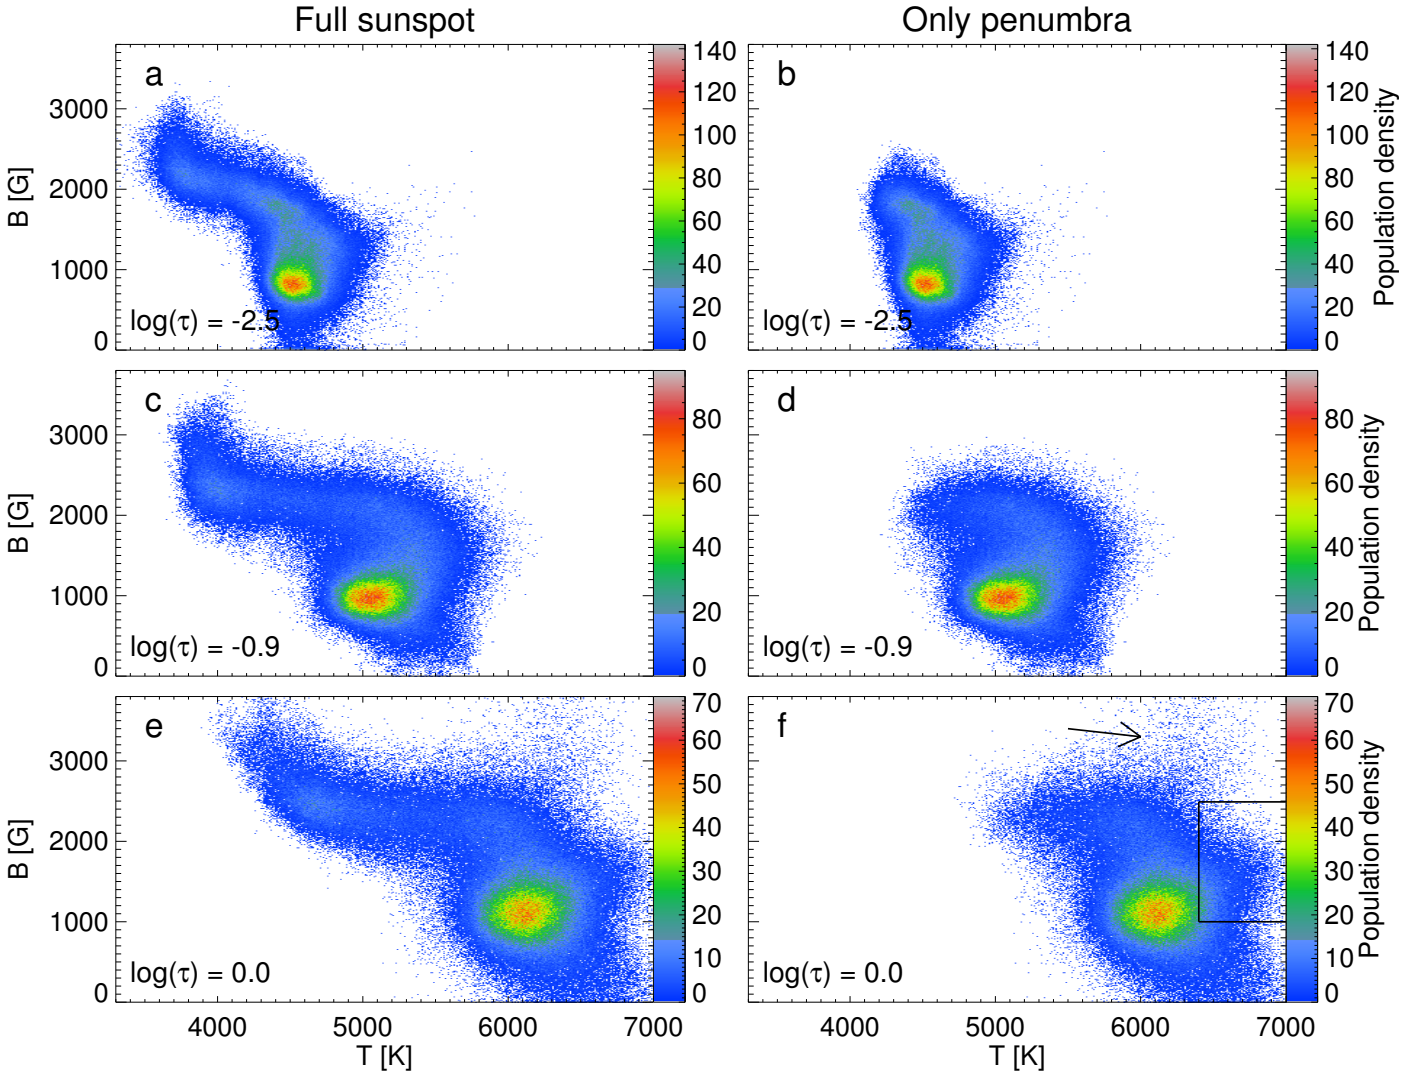 Full sunspot
Only penumbra
a
B [G]
3000
2000
1000
0
log(τ) = -2.5
140
120
100
80
60
40
20
0
b
log(τ) = -2.5
140
120
100
80
60
40
20
0
Population density
c
B [G]
3000
2000
1000
0
log(τ) = -0.9
80
60
40
20
0
d
log(τ) = -0.9
80
60
40
20
0
Population density
e
B [G]
3000
2000
1000
0
log(τ) = 0.0
70
60
50
40
30
20
10
0
f
log(τ) = 0.0
70
60
50
40
30
20
10
0
Population density
4000 5000 6000 7000
T [K]
4000 5000 6000 7000
T [K]